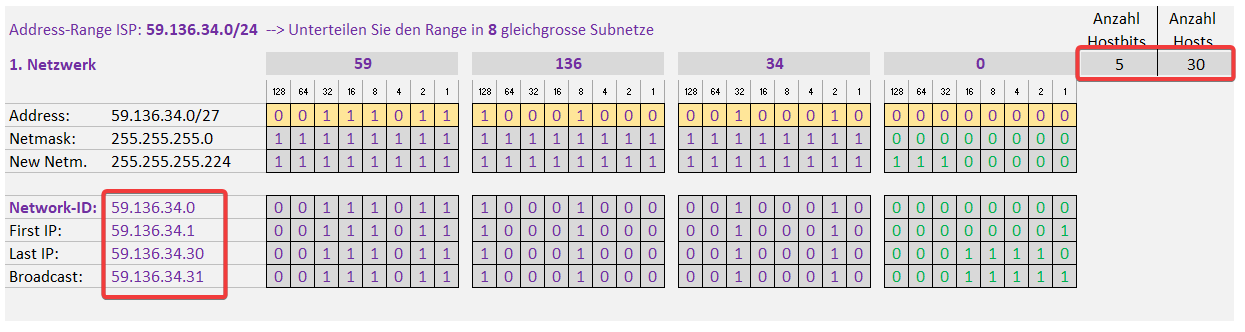 Address-Range ISP: 59.136.34.0/24 --> Unterteilen Sie den Range in 8 gleichgrosse Subnetze Anzahl Hostbits Anzahl Hosts
1. Netzwerk 59 136 34 0 5 30
128 64 32 16 8 4 2 1 128 64 32 16 8 4 2 1 128 64 32 16 8 4 2 1 128 64 32 16 8 4 2 1
Address: 59.136.34.0/27 0 0 1 1 1 0 1 1 1 0 0 0 1 0 0 0 0 0 1 0 0 0 1 0 0 0 0 0 0 0 0 0
Netmask: 255.255.255.0 1 1 1 1 1 1 1 1 1 1 1 1 1 1 1 1 1 1 1 1 1 1 1 1 0 0 0 0 0 0 0 0
New Netm. 255.255.255.224 1 1 1 1 1 1 1 1 1 1 1 1 1 1 1 1 1 1 1 1 1 1 1 1 1 1 1 0 0 0 0 0
Network-ID: 59.136.34.0 0 0 1 1 1 0 1 1 1 0 0 0 1 0 0 0 0 0 1 0 0 0 1 0 0 0 0 0 0 0 0 0
First IP: 59.136.34.1 0 0 1 1 1 0 1 1 1 0 0 0 1 0 0 0 0 0 1 0 0 0 1 0 0 0 0 0 0 0 0 1
Last IP: 59.136.34.30 0 0 1 1 1 0 1 1 1 0 0 0 1 0 0 0 0 0 1 0 0 0 1 0 0 0 0 1 1 1 1 0
Broadcast: 59.136.34.31 0 0 1 1 1 0 1 1 1 0 0 0 1 0 0 0 0 0 1 0 0 0 1 0 0 0 0 1 1 1 1 1